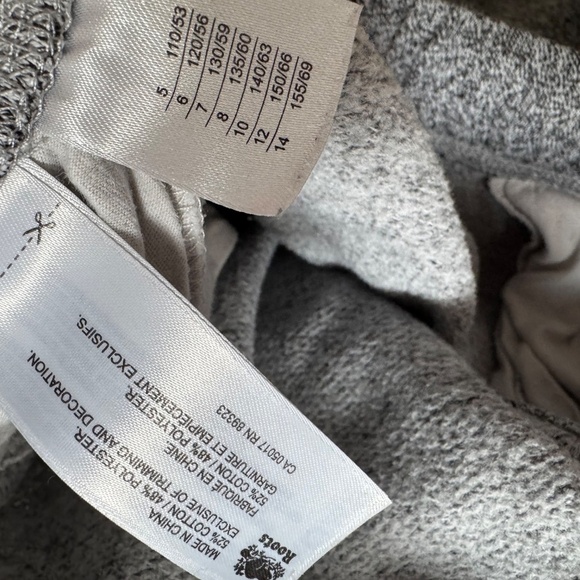 5 110/53
6 120/56
7 130/59
8 135/60
10 140/63
12 150/66
14 155/69
Roots
MADE IN CHINA.
52% COTTON / 48% POLYESTER.
EXCLUSIVE OF TRIMMING AND DECORATION.
FABRIQUÉ EN CHINE.
52% COTON / 48% POLYESTER.
GARNITURE ET EMPIECEMENT EXCLUSIFS.
CA 05017 RN 89323